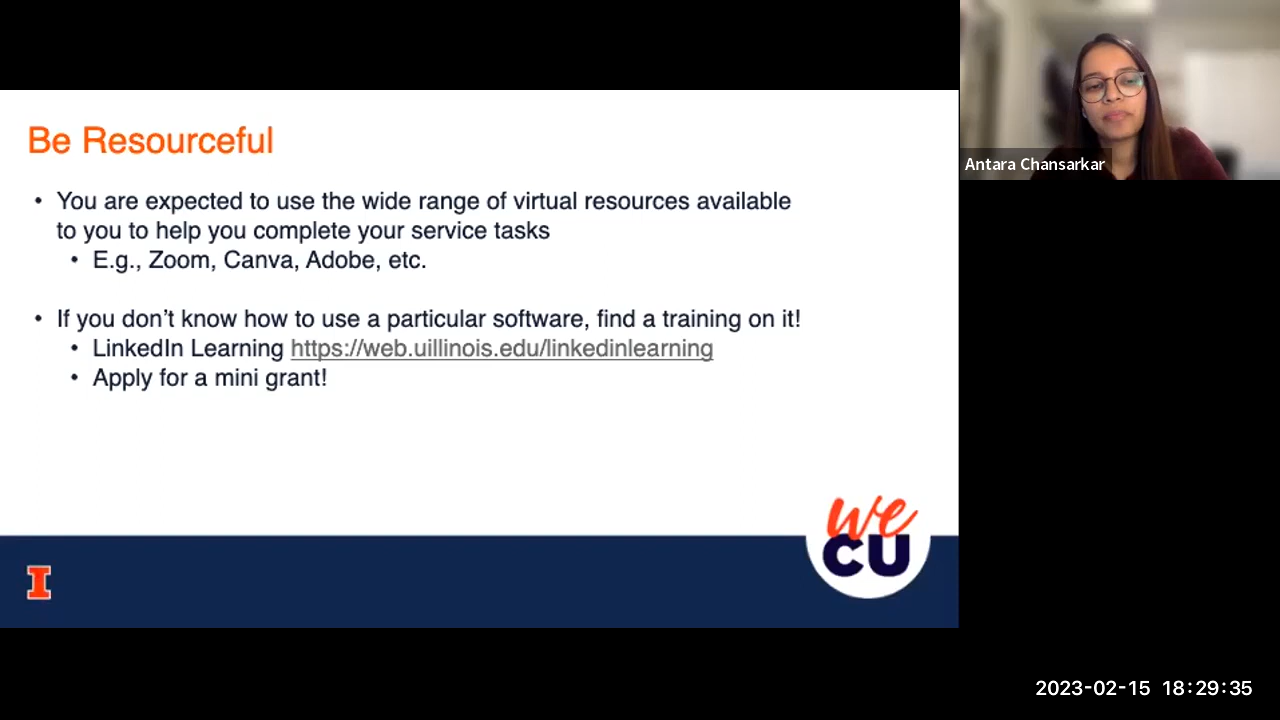 Be Resourceful
• You are expected to use the wide range of virtual resources available
to you to help you complete your service tasks
• E.g., Zoom, Canva, Adobe, etc.
• If you don’t know how to use a particular software, find a training on it!
• LinkedIn Learning https://web.uillinois.edu/linkedinlearning
• Apply for a mini grant!
we
CU
I
Antara Chansarkar
2023-02-15 18:29:35